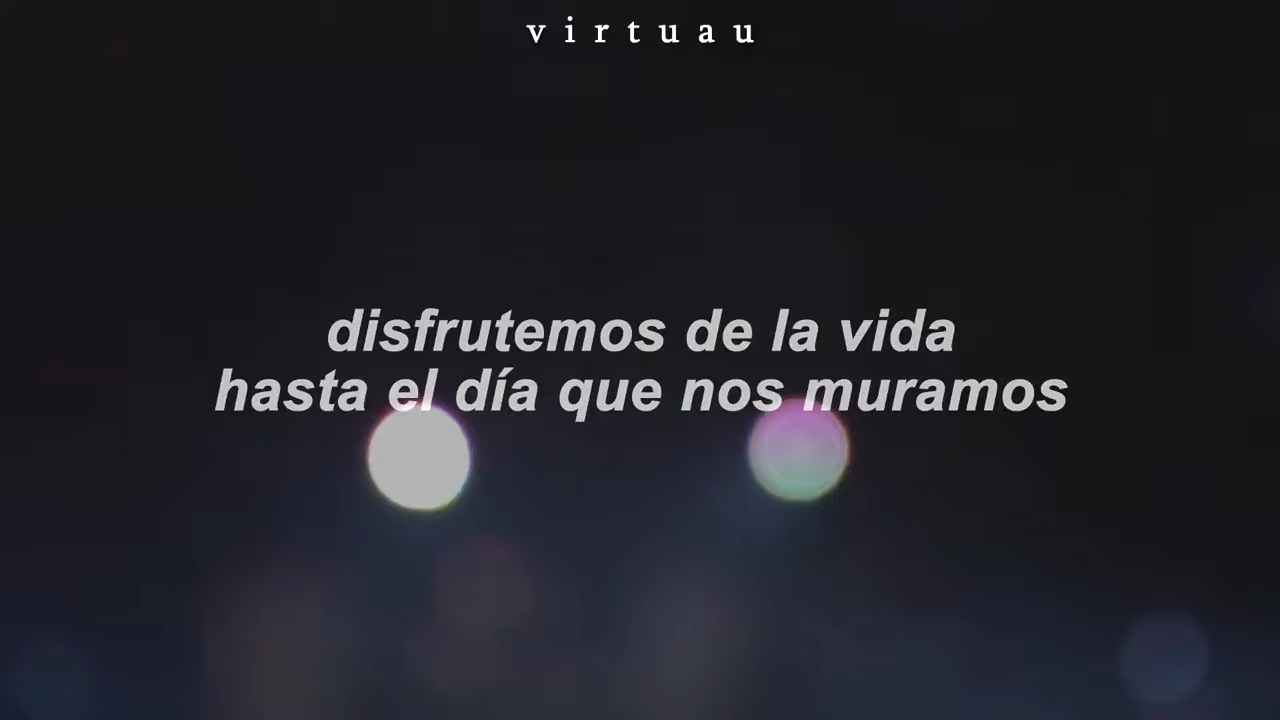 v i r t u a u
disfrutemos de la vida
hasta el día que nos muramos